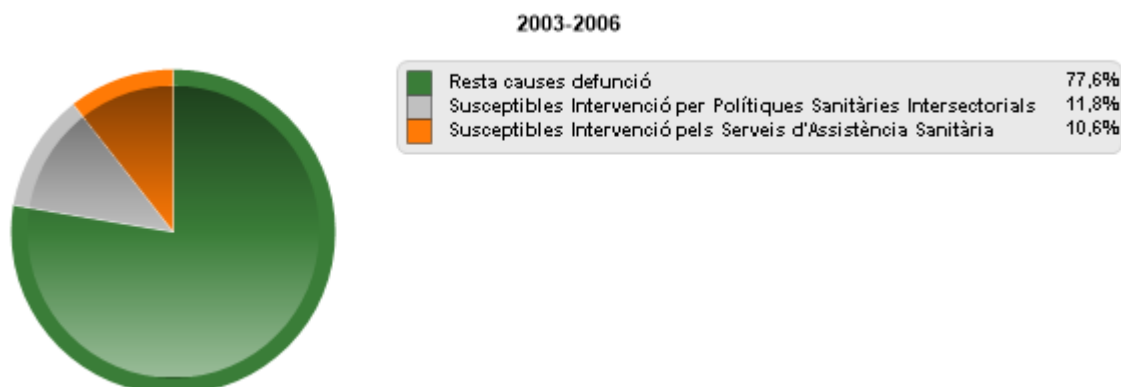 2003-2006
Resta causes defunció 77,6%
Susceptibles Intervenció per Polítiques Sanitàries Intersectorials 11,8%
Susceptibles Intervenció pels Serveis d'Assistència Sanitària 10,6%